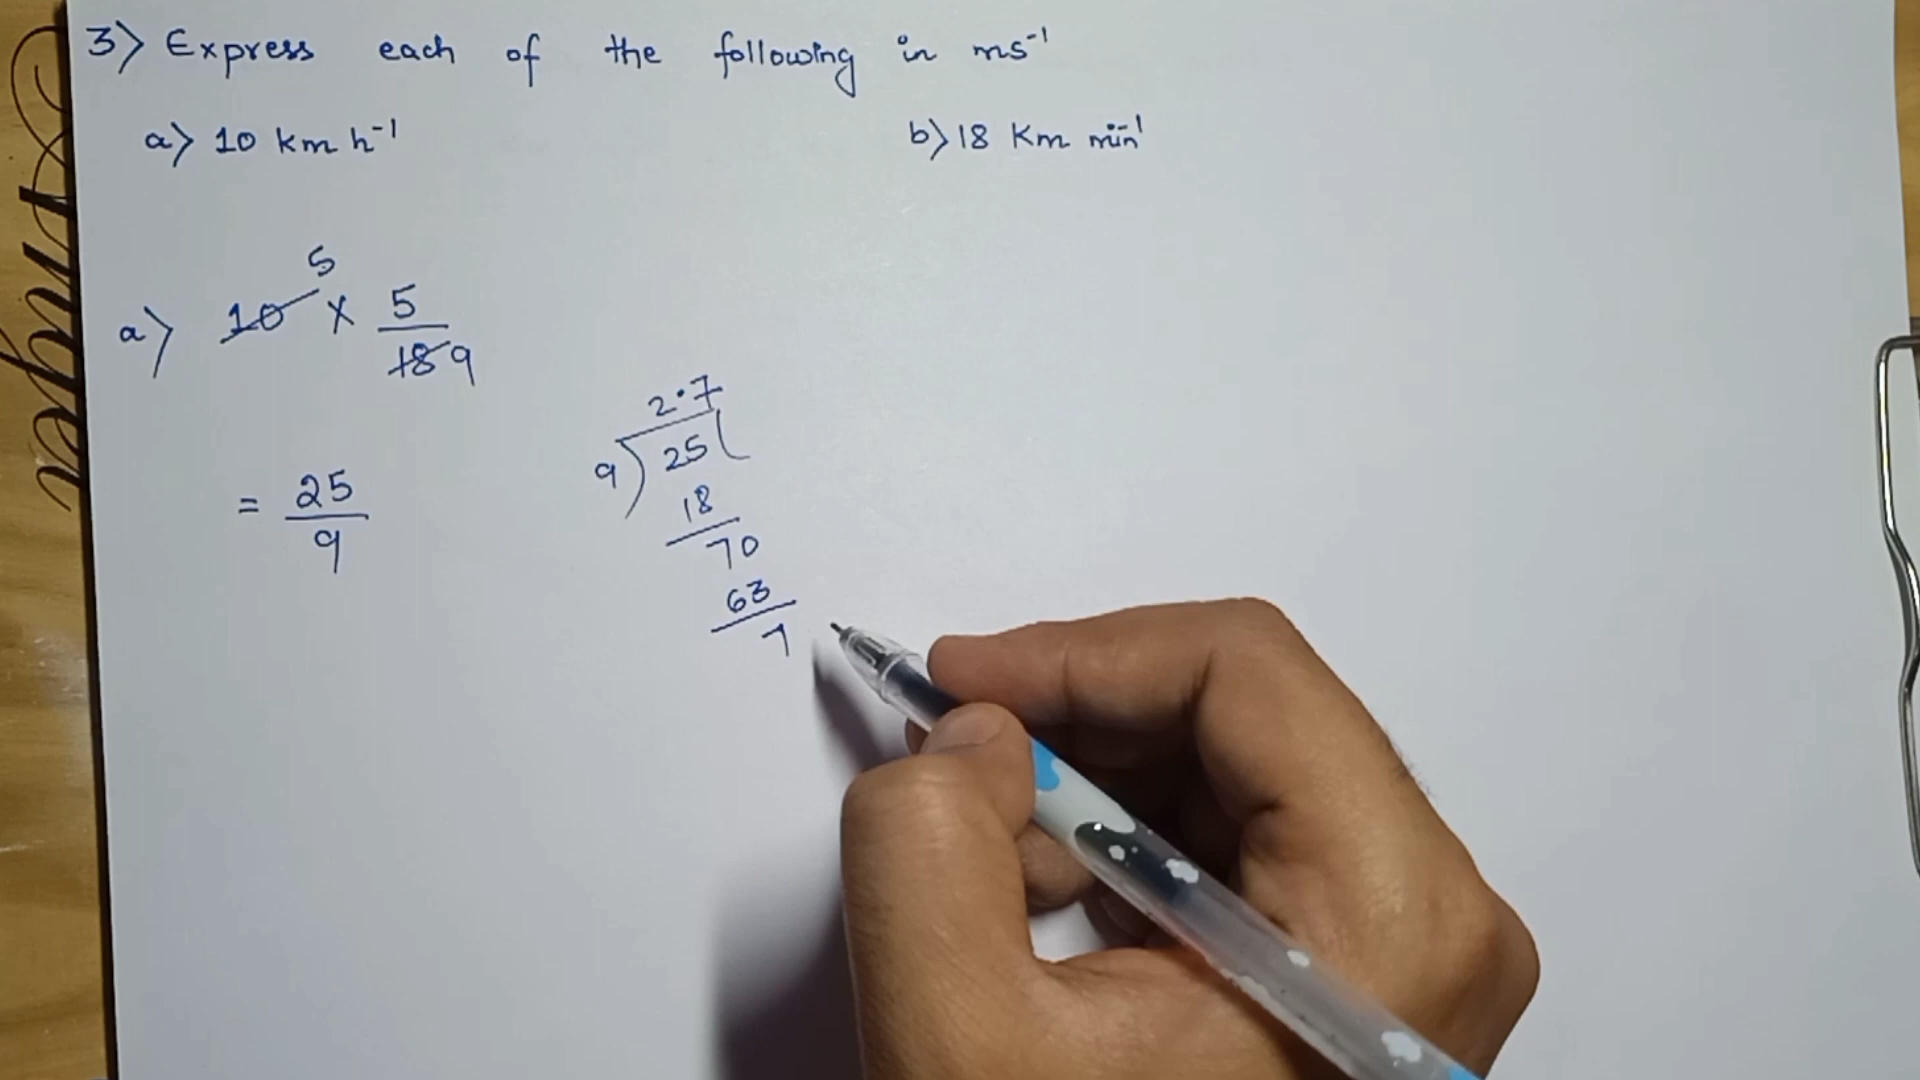 3) Express each of the following in ms⁻¹
a) 10 km h⁻¹
b) 18 Km min⁻¹
5
a) 10 × 5
18 9
= 25
9
2.7
9 ) 25 (
18
70
63
7